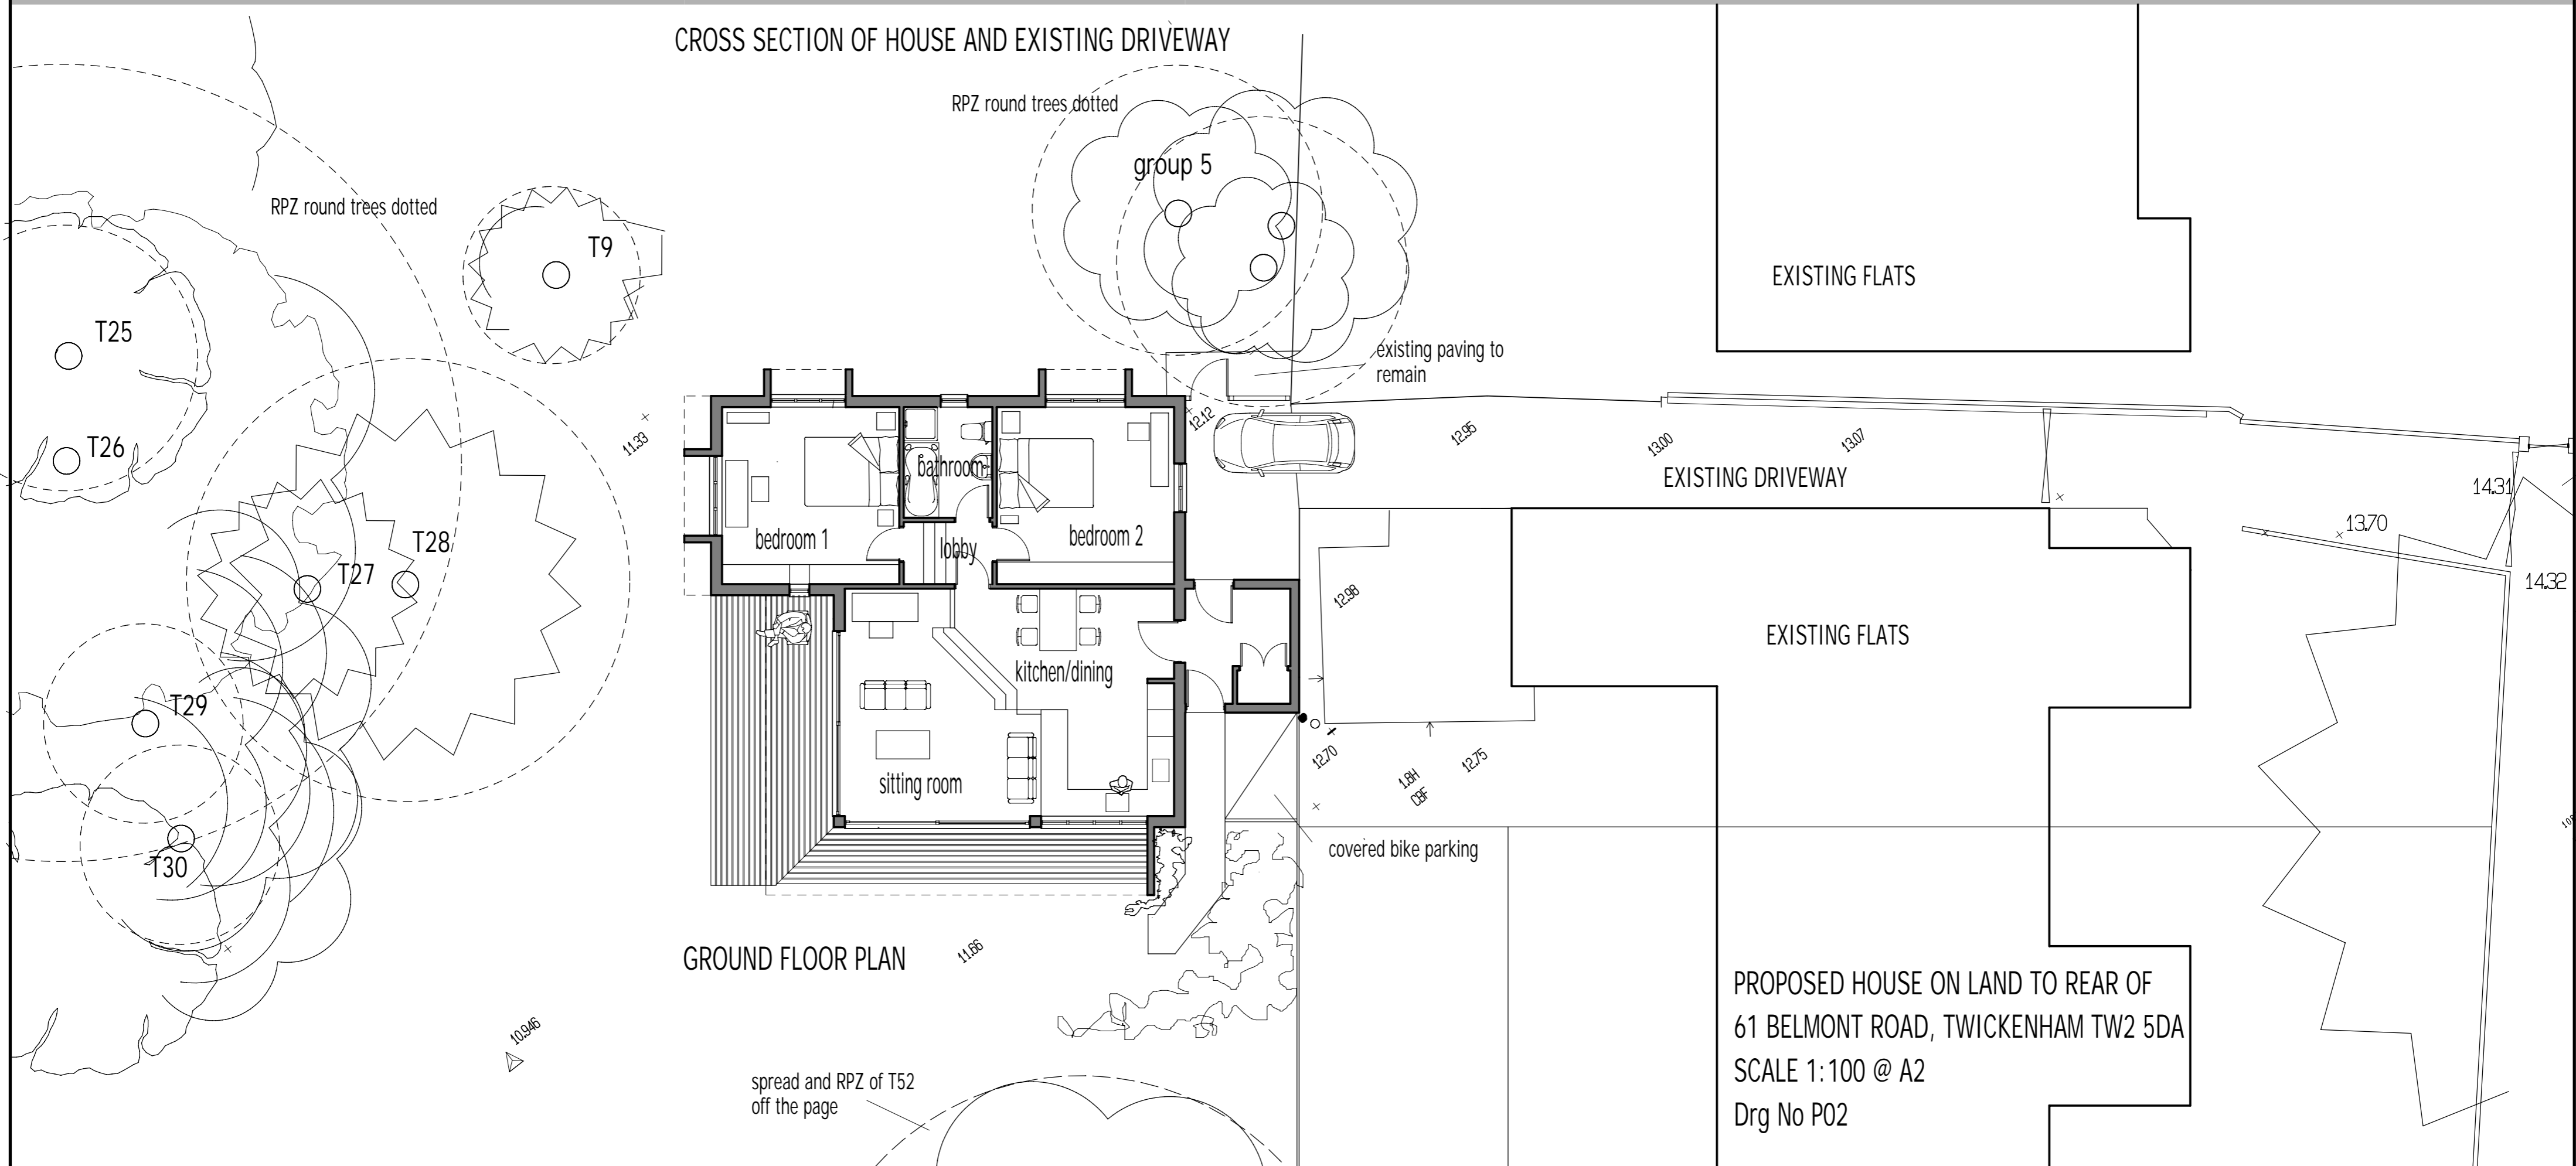 CROSS SECTION OF HOUSE AND EXISTING DRIVEWAY
RPZ round trees dotted
group 5
RPZ round trees dotted
T9
EXISTING FLATS
T25
existing paving to
remain
T26
11.33
12.12
12.95
13.00
13.07
EXISTING DRIVEWAY
14.31
13.70
14.32
bathroom
bedroom 1
lobby
bedroom 2
T28
T27
12.98
EXISTING FLATS
kitchen/dining
T29
sitting room
12.70
1.8H
CBF
12.75
covered bike parking
T30
GROUND FLOOR PLAN
11.66
10.946
PROPOSED HOUSE ON LAND TO REAR OF
61 BELMONT ROAD, TWICKENHAM TW2 5DA
SCALE 1:100 @ A2
Drg No P02
spread and RPZ of T52
off the page